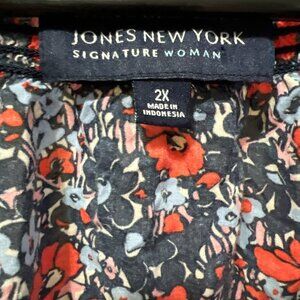 JONES NEW YORK
SIGNATURE WOMAN
2X
MADE IN
INDONESIA